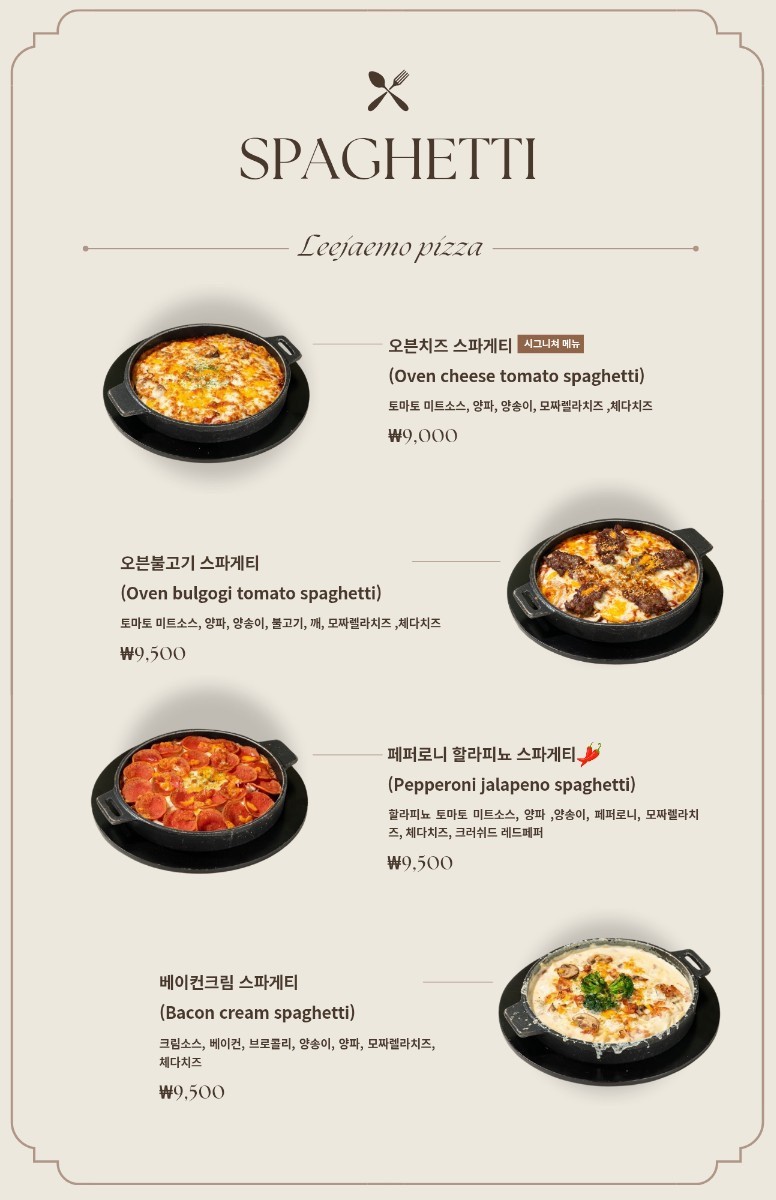 SPAGHETTI
Leejaemo pizza
오븐치즈 스파게티 시그니쳐 메뉴
(Oven cheese tomato spaghetti)
토마토 미트소스, 양파, 양송이, 모짜렐라치즈 ,체다치즈
₩9,000
오븐불고기 스파게티
(Oven bulgogi tomato spaghetti)
토마토 미트소스, 양파, 양송이, 불고기, 깨, 모짜렐라치즈 ,체다치즈
₩9,500
페퍼로니 할라피뇨 스파게티🌶️
(Pepperoni jalapeno spaghetti)
할라피뇨 토마토 미트소스, 양파 ,양송이, 페퍼로니, 모짜렐라치
즈, 체다치즈, 크러쉬드 레드페퍼
₩9,500
베이컨크림 스파게티
(Bacon cream spaghetti)
크림소스, 베이컨, 브로콜리, 양송이, 양파, 모짜렐라치즈,
체다치즈
₩9,500